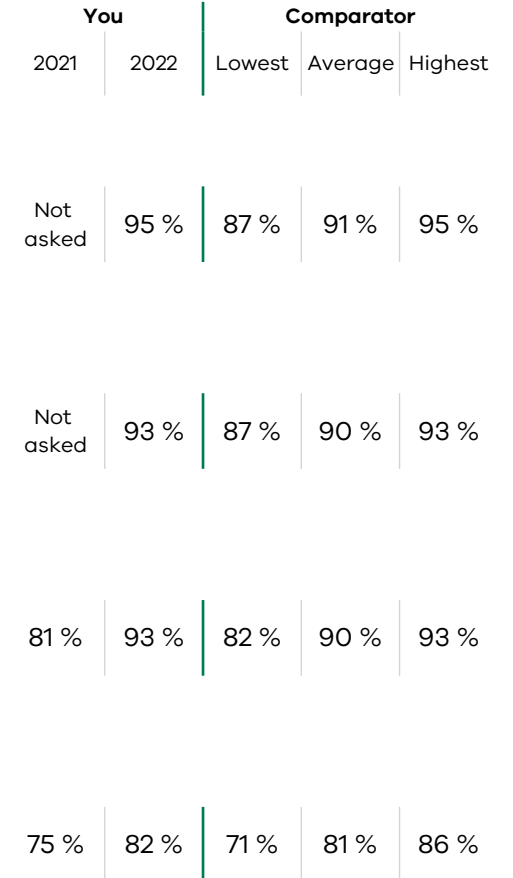 You Comparator
2021 2022 Lowest Average Highest
Not
asked 95 % 87 % 91 % 95 %
Not
asked 93 % 87 % 90 % 93 %
81 % 93 % 82 % 90 % 93 %
75 % 82 % 71 % 81 % 86 %